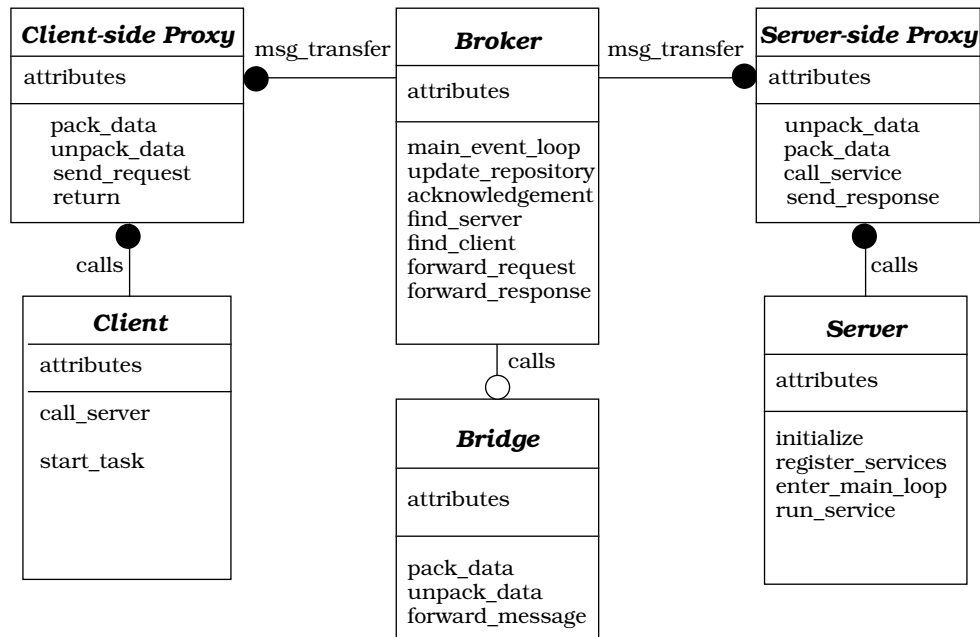 Client-side Proxy
attributes
pack_data
unpack_data
send_request
return
msg_transfer
Broker
attributes
main_event_loop
update_repository
acknowledgement
find_server
find_client
forward_request
forward_response
msg_transfer
Server-side Proxy
attributes
unpack_data
pack_data
call_service
send_response
calls
Client
attributes
call_server
start_task
calls
Bridge
attributes
pack_data
unpack_data
forward_message
calls
Server
attributes
initialize
register_services
enter_main_loop
run_service